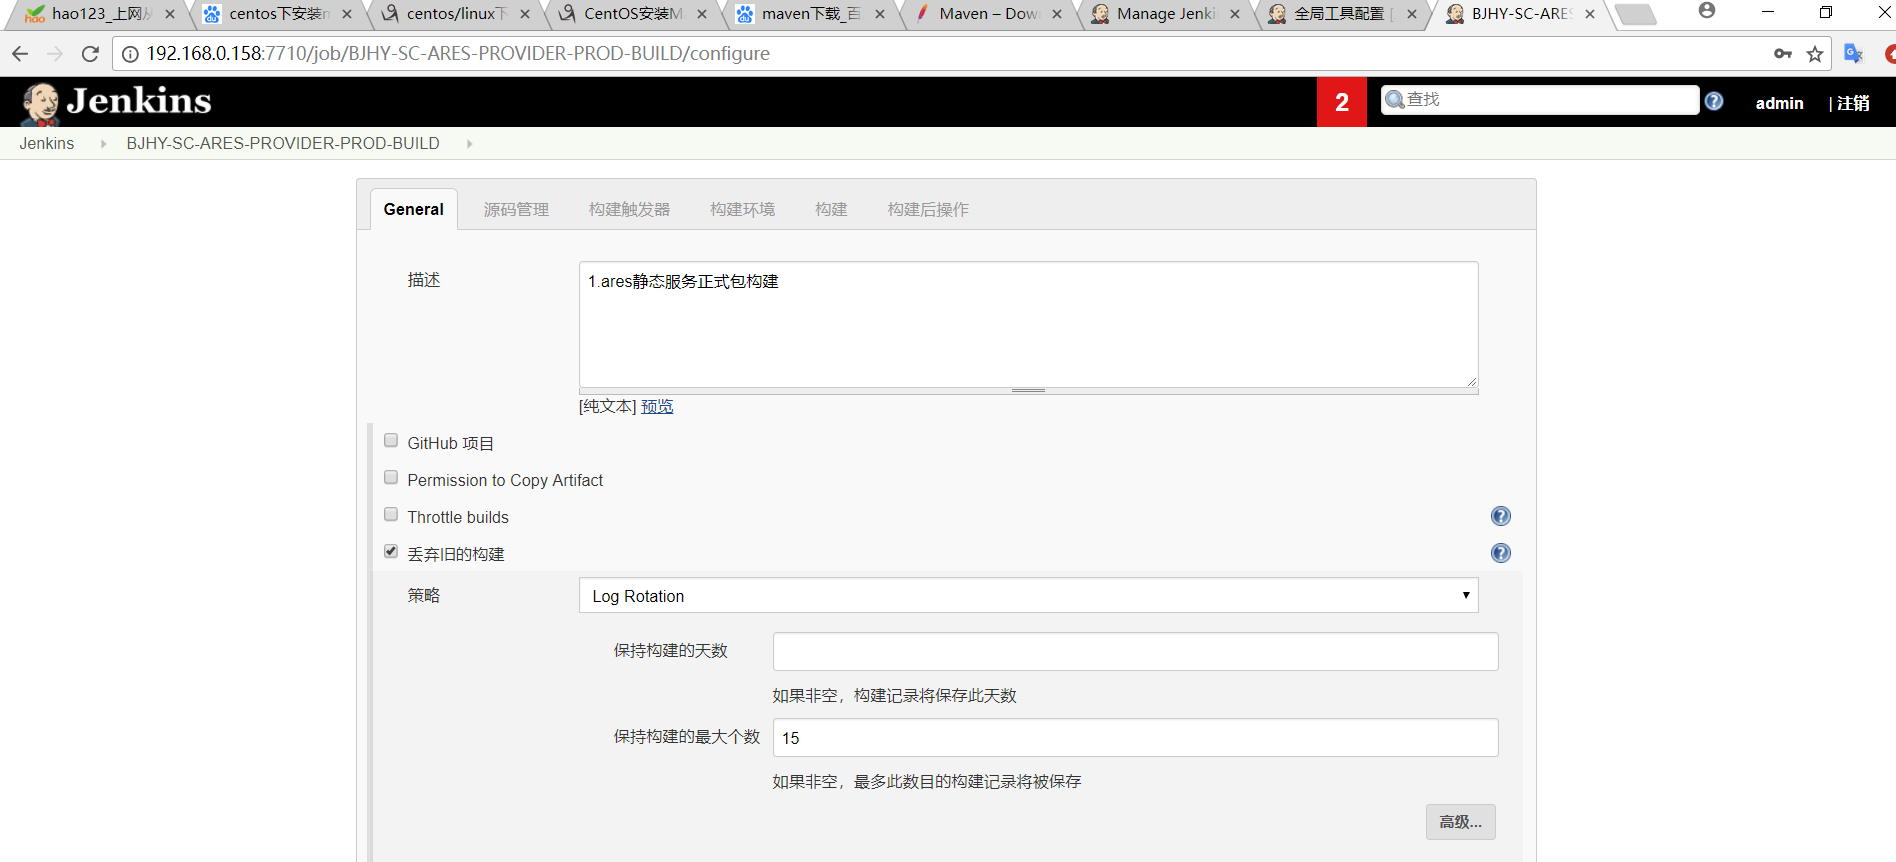 hao123_上网从
centos下安装m
centos/linux下
CentOS安装M
maven下载_百
Maven – Dow
Manage Jenki
全局工具配置 [
BJHY-SC-ARES
192.168.0.158:7710/job/BJHY-SC-ARES-PROVIDER-PROD-BUILD/configure
Jenkins
2
查找
admin
| 注销
Jenkins
BJHY-SC-ARES-PROVIDER-PROD-BUILD
General
源码管理
构建触发器
构建环境
构建
构建后操作
描述
1.ares静态服务正式包构建
[纯文本] 预览
GitHub 项目
Permission to Copy Artifact
Throttle builds
丢弃旧的构建
策略
Log Rotation
保持构建的天数
如果非空，构建记录将保存此天数
保持构建的最大个数
15
如果非空，最多此数目的构建记录将被保存
高级...